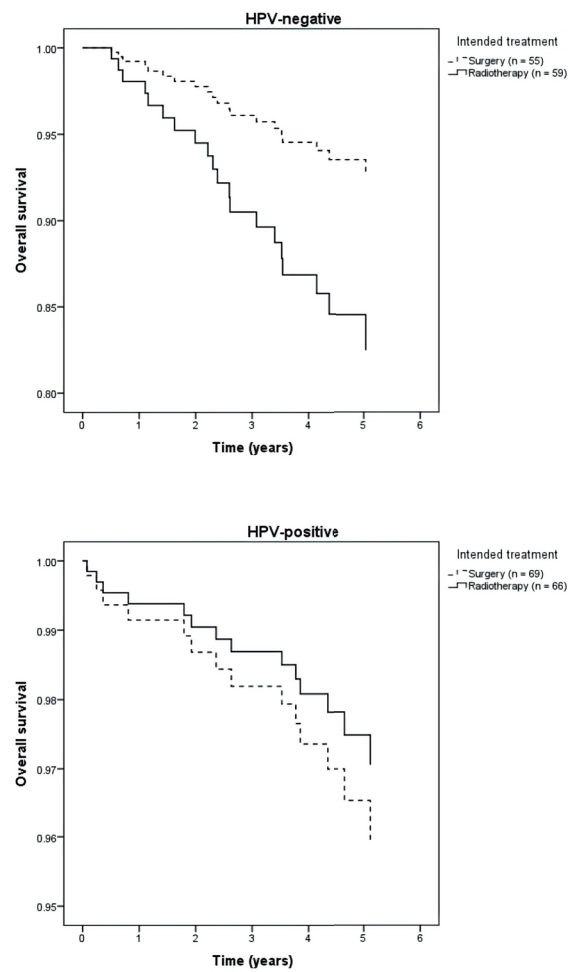 HPV-negative
Intended treatment
Surgery (n = 55)
Radiotherapy (n = 59)
1.00
0.95
0.90
0.85
0.80
Overall survival
0 1 2 3 4 5 6
Time (years)
HPV-positive
Intended treatment
Surgery (n = 69)
Radiotherapy (n = 66)
1.00
0.99
0.98
0.97
0.96
0.95
Overall survival
0 1 2 3 4 5 6
Time (years)